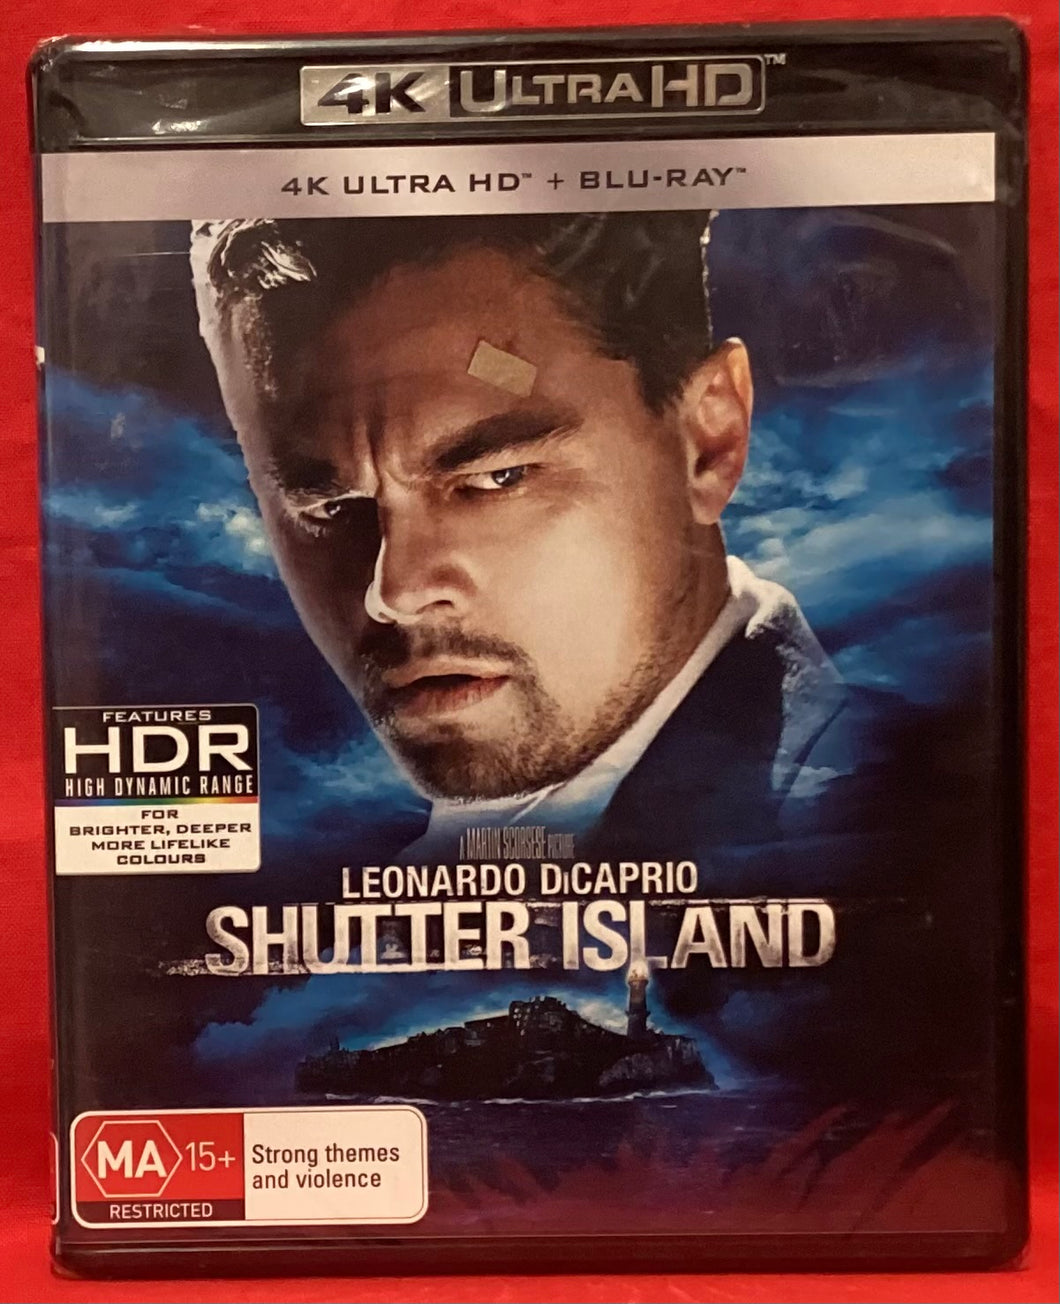 4K ULTRA HD™
4K ULTRA HD™ + BLU-RAY™
FEATURES
HDR
HIGH DYNAMIC RANGE
FOR
BRIGHTER, DEEPER
MORE LIFELIKE
COLOURS
A MARTIN SCORSESE PICTURE
LEONARDO DiCAPRIO
SHUTTER ISLAND
MA 15+
RESTRICTED
Strong themes
and violence